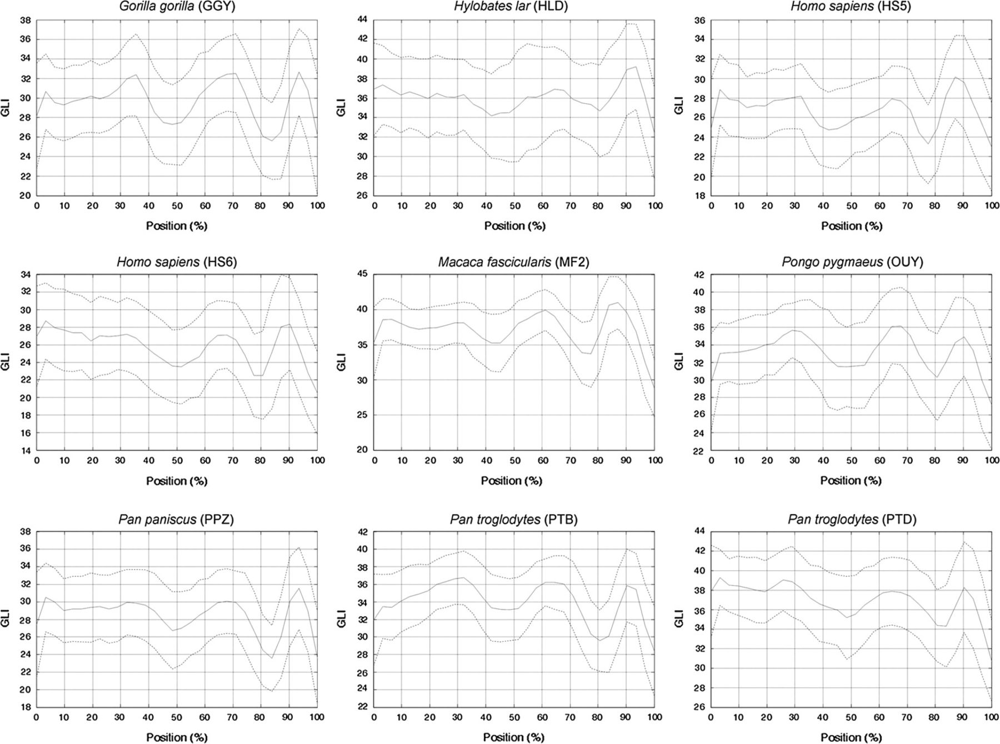 Gorilla gorilla (GGY)
38
36
34
32
30
28
26
24
22
20
GLI
0 10 20 30 40 50 60 70 80 90 100
Position (%)
Hylobates lar (HLD)
44
42
40
38
36
34
32
30
28
26
GLI
0 10 20 30 40 50 60 70 80 90 100
Position (%)
Homo sapiens (HS5)
36
34
32
30
28
26
24
22
20
18
GLI
0 10 20 30 40 50 60 70 80 90 100
Position (%)
Homo sapiens (HS6)
34
32
30
28
26
24
22
20
18
16
14
GLI
0 10 20 30 40 50 60 70 80 90 100
Position (%)
Macaca fascicularis (MF2)
45
40
35
30
25
20
GLI
0 10 20 30 40 50 60 70 80 90 100
Position (%)
Pongo pygmaeus (OUY)
42
40
38
36
34
32
30
28
26
24
22
GLI
0 10 20 30 40 50 60 70 80 90 100
Position (%)
Pan paniscus (PPZ)
38
36
34
32
30
28
26
24
22
20
18
GLI
0 10 20 30 40 50 60 70 80 90 100
Position (%)
Pan troglodytes (PTB)
42
40
38
36
34
32
30
28
26
24
22
GLI
0 10 20 30 40 50 60 70 80 90 100
Position (%)
Pan troglodytes (PTD)
44
42
40
38
36
34
32
30
28
26
GLI
0 10 20 30 40 50 60 70 80 90 100
Position (%)